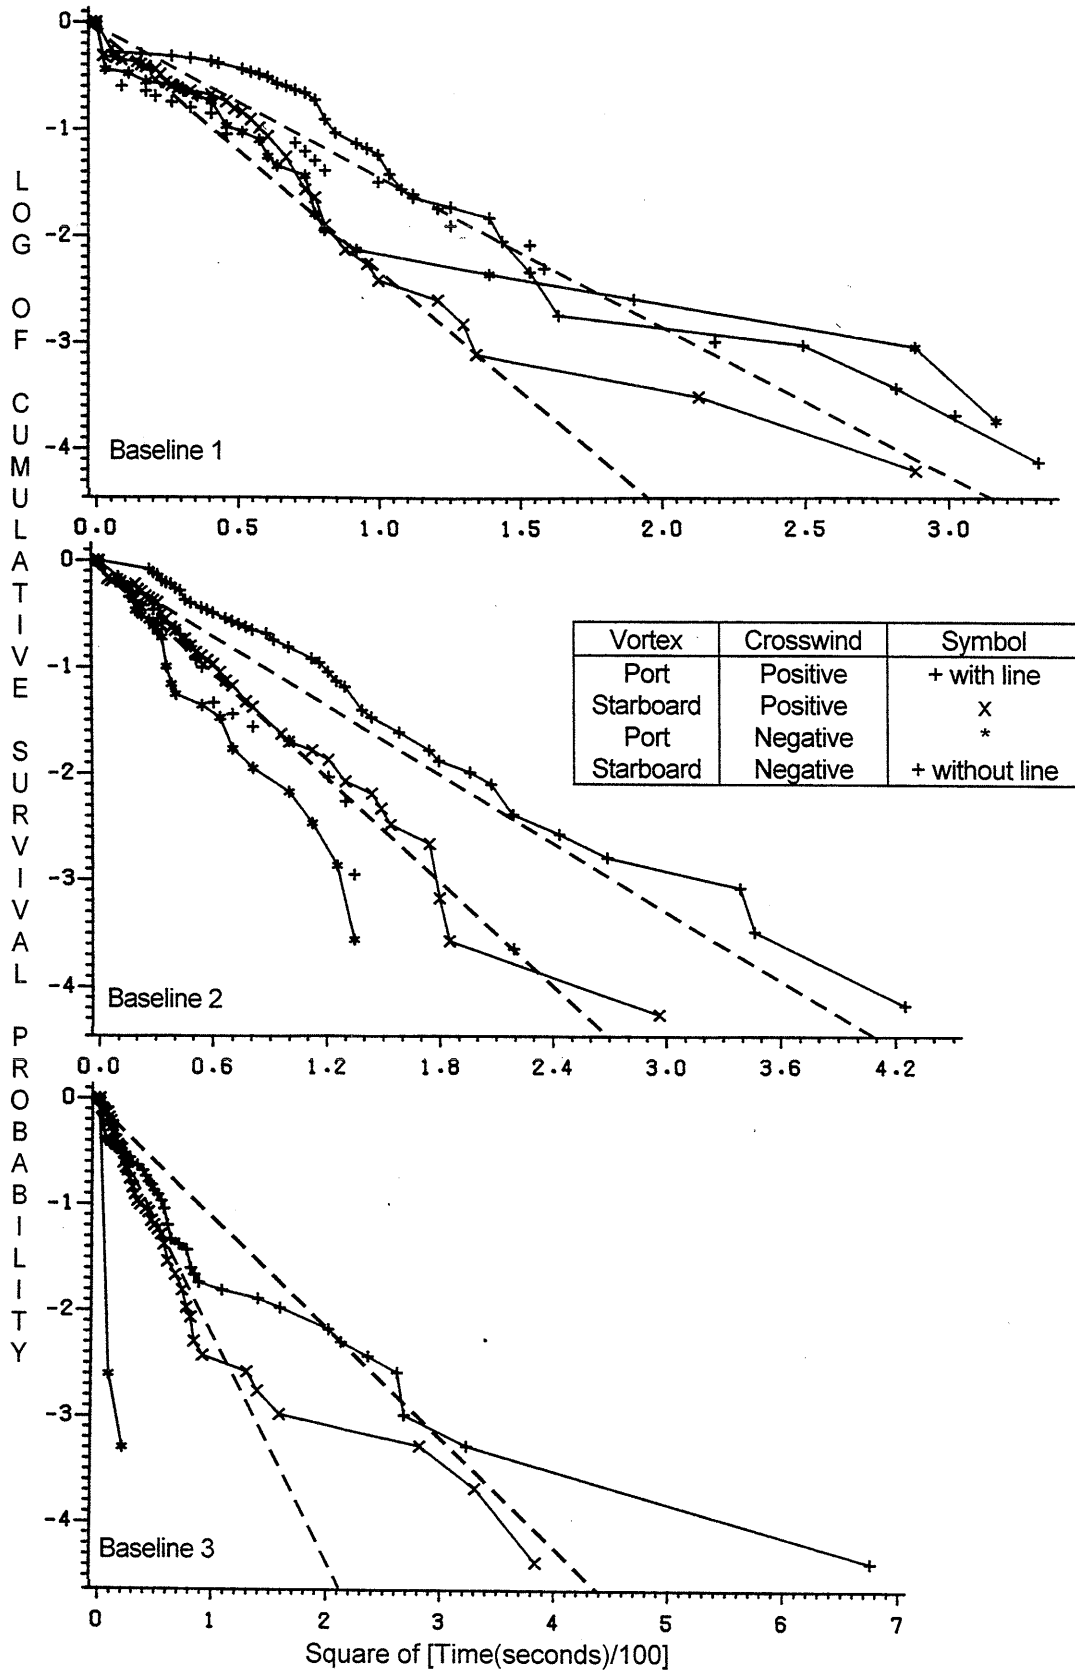 LOG OF CUMULATIVE SURVIVAL PROBABILITY
0
-1
-2
-3
-4
Baseline 1
0.0 0.5 1.0 1.5 2.0 2.5 3.0
0
-1
-2
-3
-4
Baseline 2
Vortex Crosswind Symbol
Port Positive + with line
Starboard Positive x
Port Negative *
Starboard Negative + without line
0.0 0.6 1.2 1.8 2.4 3.0 3.6 4.2
0
-1
-2
-3
-4
Baseline 3
0 1 2 3 4 5 6 7
Square of [Time(seconds)/100]